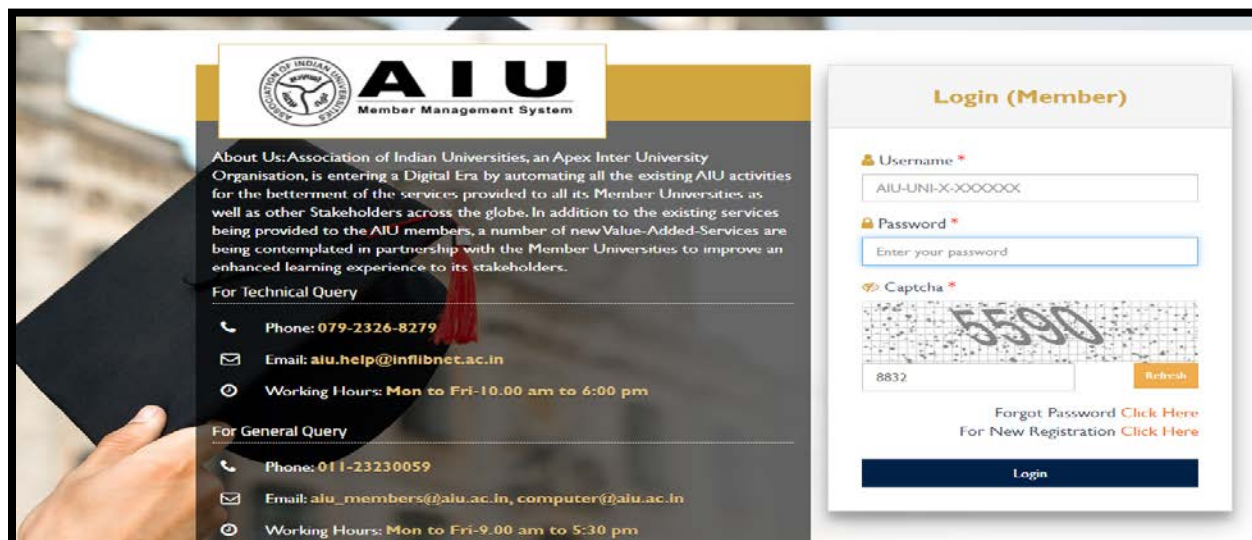 ASSOCIATION OF INDIAN UNIVERSITIES
AIU
Member Management System
About Us: Association of Indian Universities, an Apex Inter University
Organisation, is entering a Digital Era by automating all the existing AIU activities
for the betterment of the services provided to all its Member Universities as
well as other Stakeholders across the globe. In addition to the existing services
being provided to the AIU members, a number of new Value-Added-Services are
being contemplated in partnership with the Member Universities to improve an
enhanced learning experience to its stakeholders.
For Technical Query
Phone: 079-2326-8279
Email: aiu.help@inflibnet.ac.in
Working Hours: Mon to Fri-10.00 am to 6:00 pm
For General Query
Phone: 011-23230059
Email: aiu_members@aiu.ac.in, computer@aiu.ac.in
Working Hours: Mon to Fri-9.00 am to 5:30 pm
Login (Member)
Username *
AIU-UNI-X-XXXXXX
Password *
Enter your password
Captcha *
5590
8832
Refresh
Forgot Password Click Here
For New Registration Click Here
Login